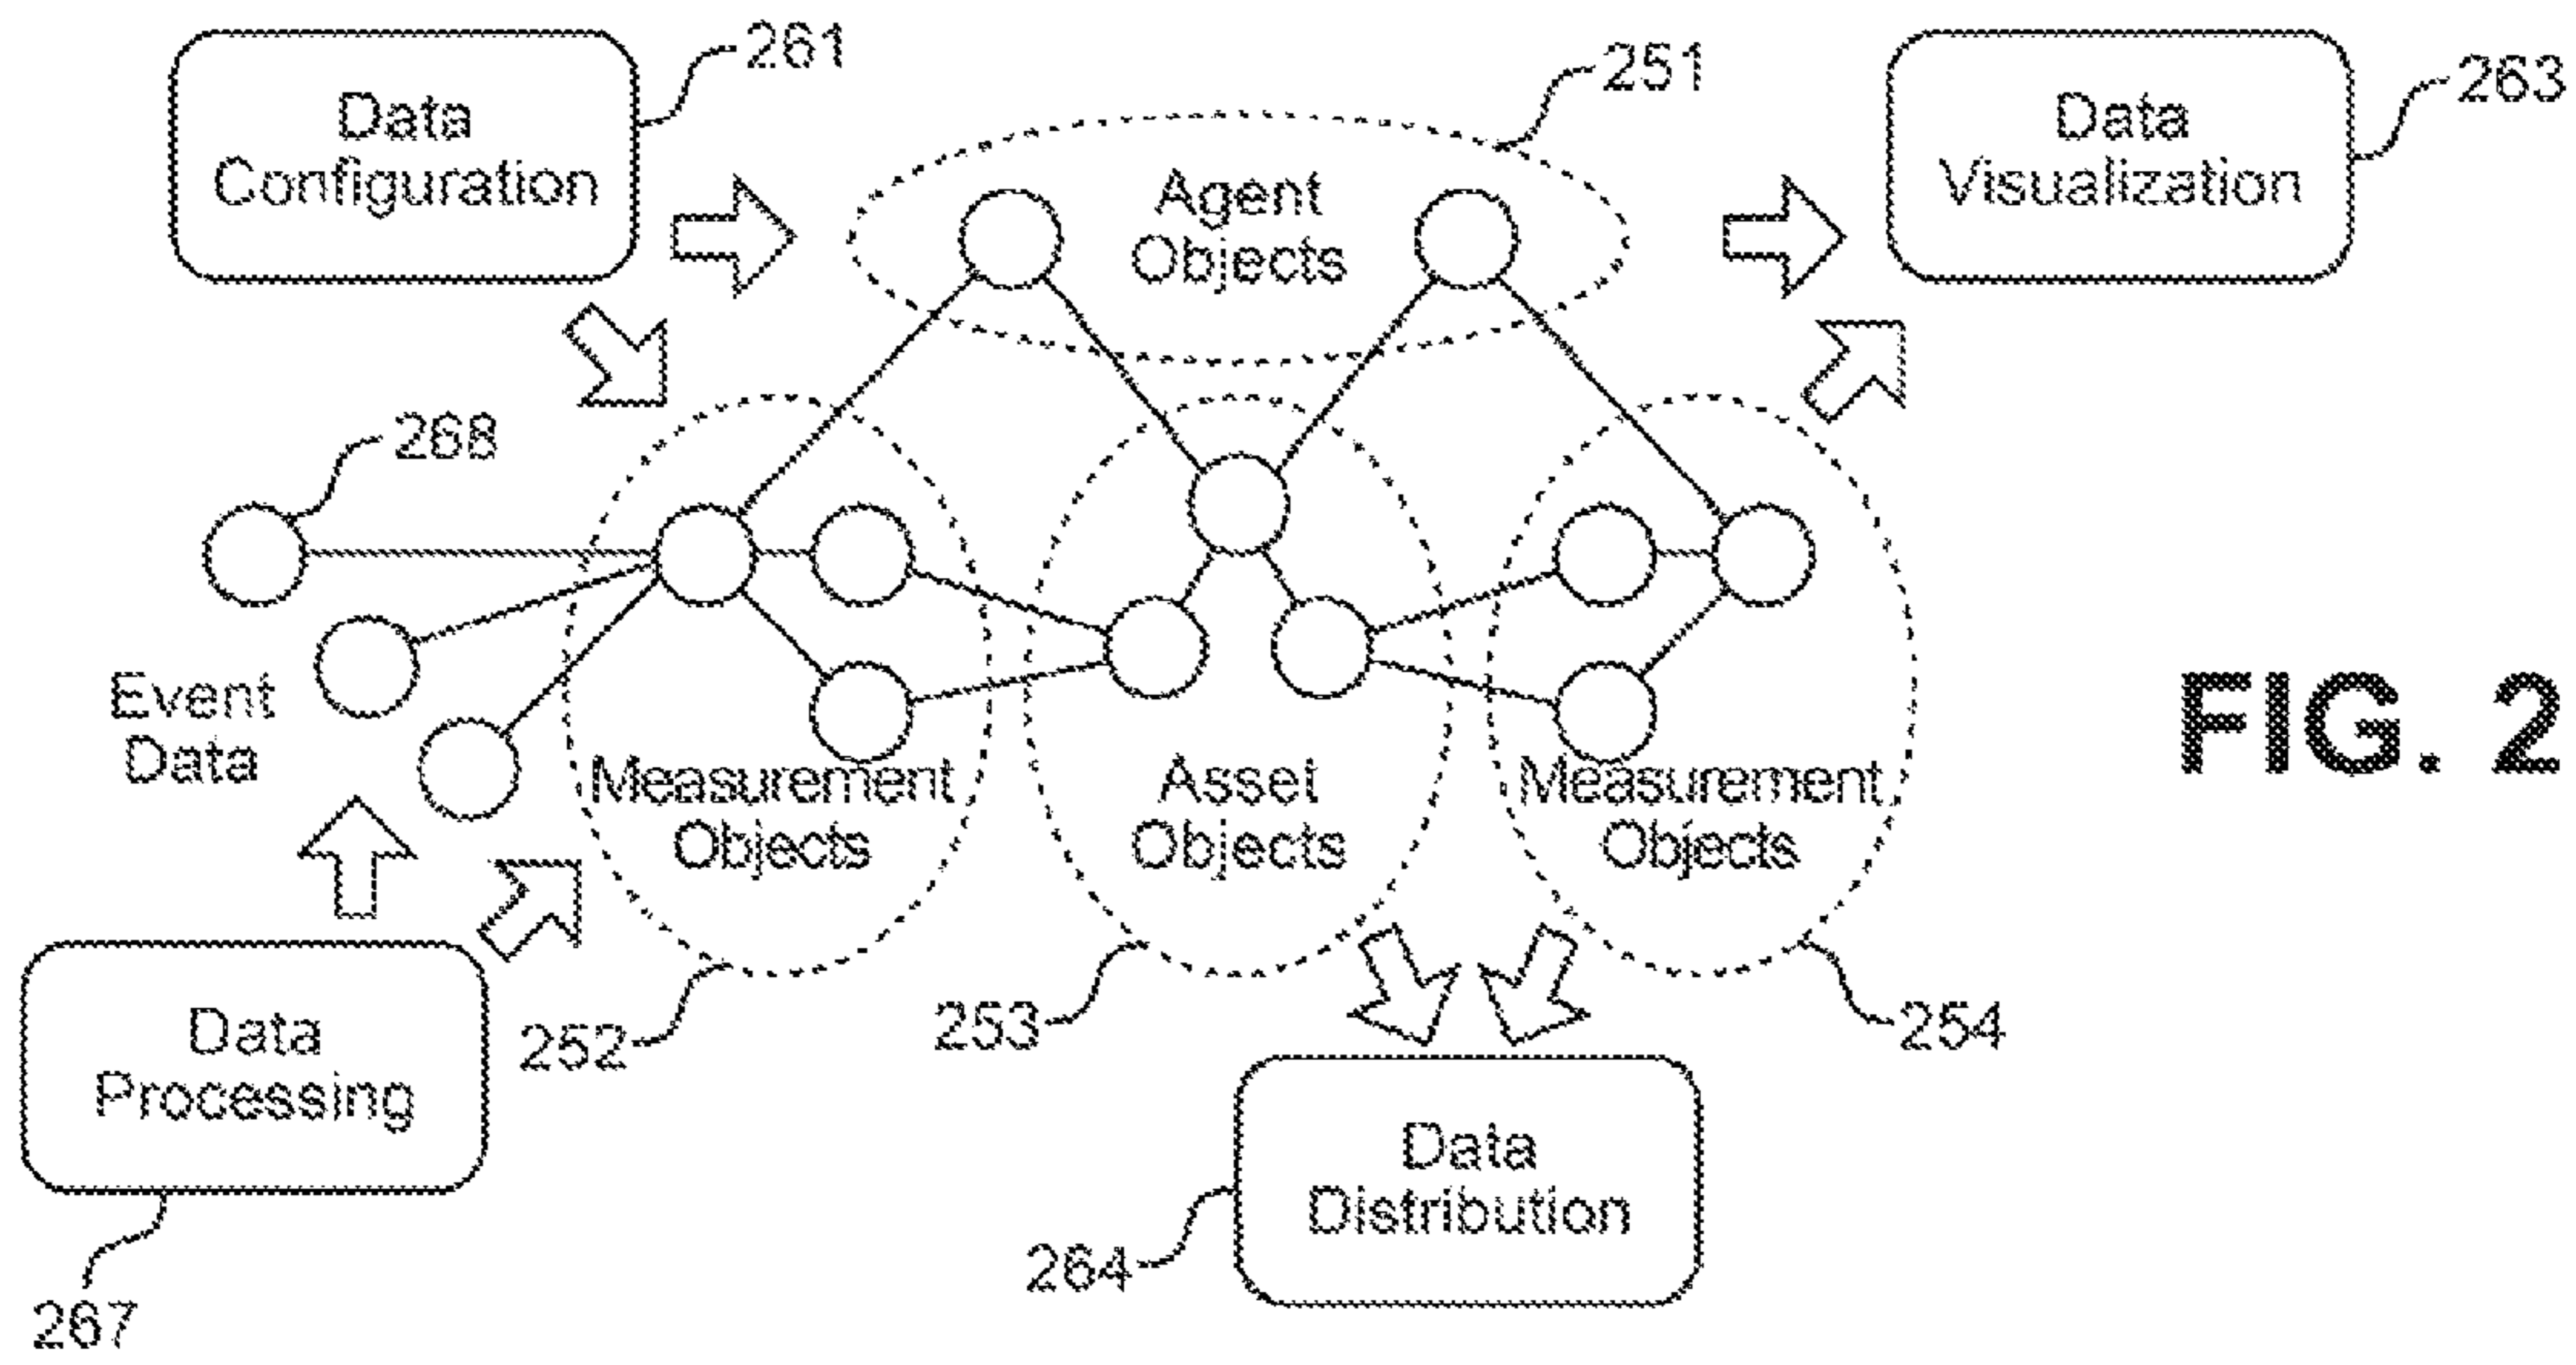 261
Data
Configuration
251
Agent
Objects
263
Data
Visualization
268
Event
Data
Measurement
Objects
Asset
Objects
Measurement
Objects
FIG. 2
252
253
254
Data
Processing
267
Data
Distribution
264